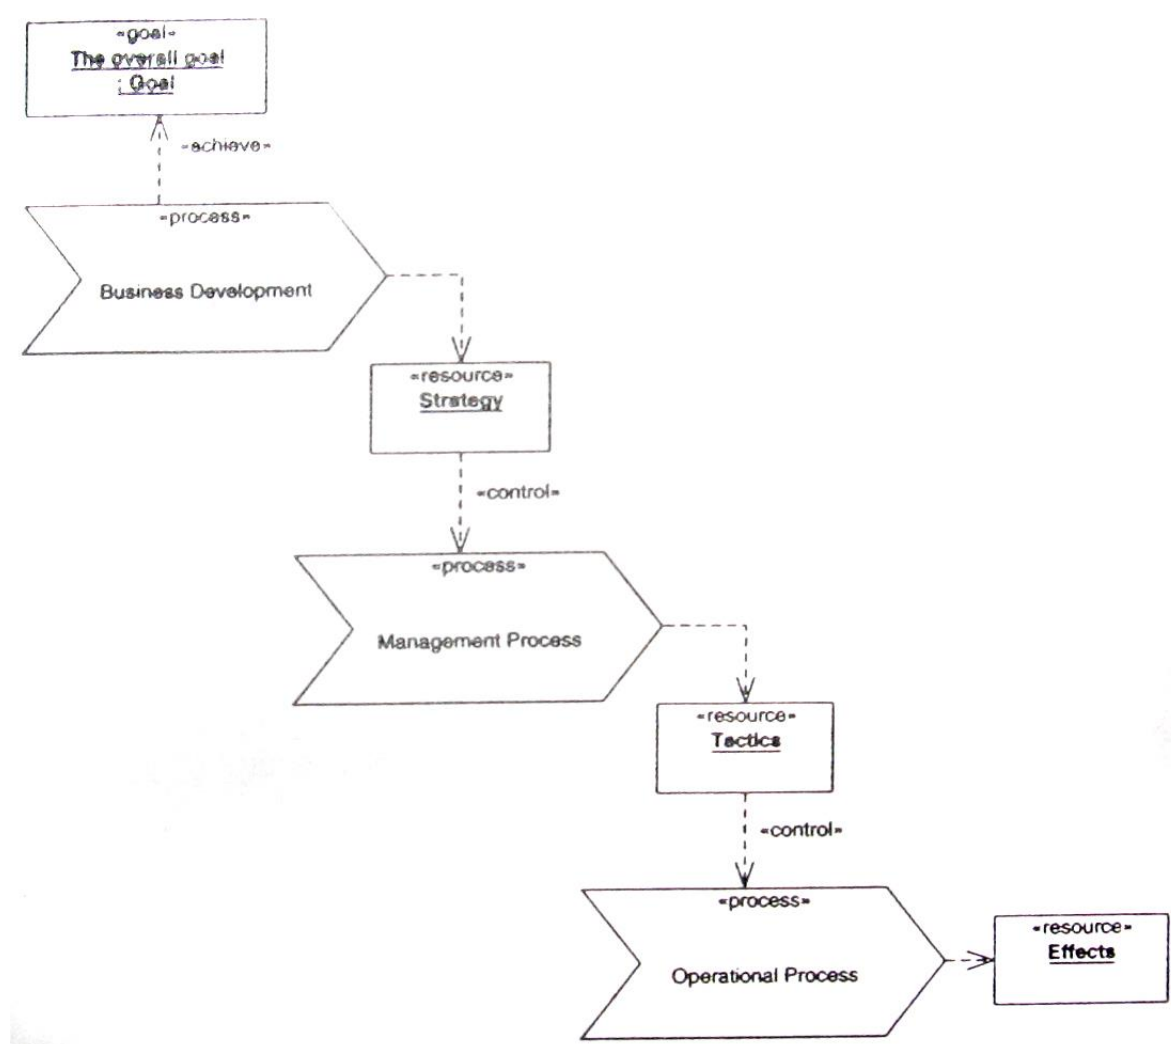 «goal»
The overall goal
: Goal
«achieve»
«process»
Business Development
«resource»
Strategy
«control»
«process»
Management Process
«resource»
Tactics
«control»
«process»
Operational Process
«resource»
Effects